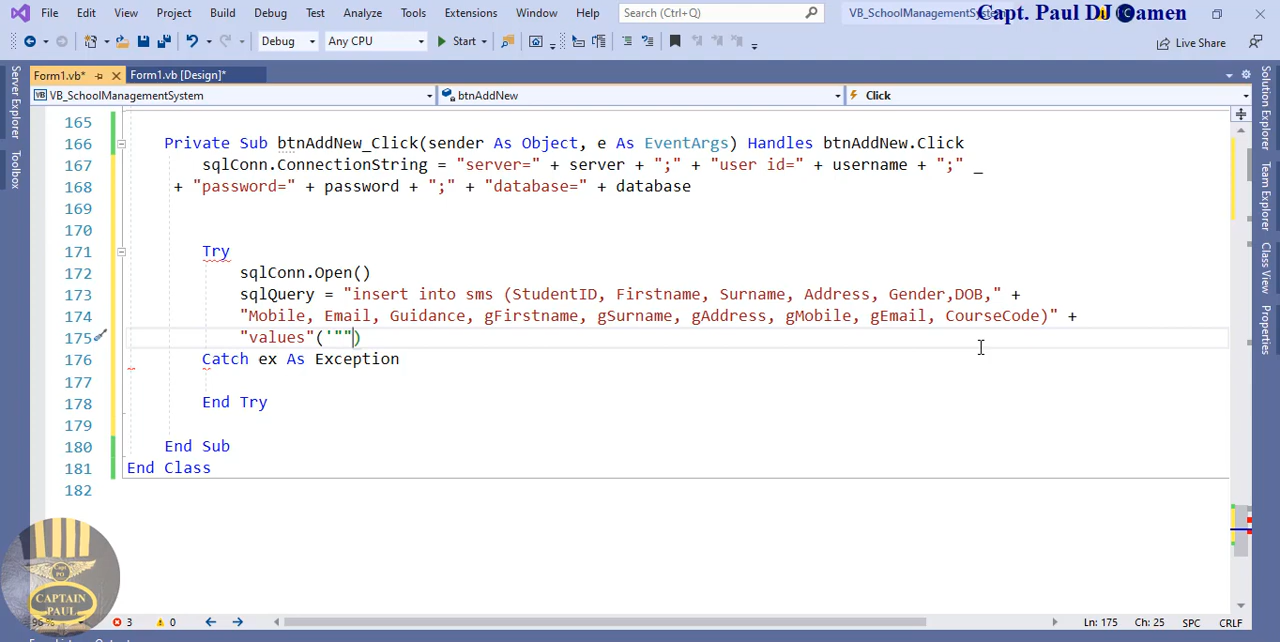 File Edit View Project Build Debug Test Analyze Tools Extensions Window Help Search (Ctrl+Q) VB_SchoolManagementSystem
Capt. Paul DJ Oamen
Debug Any CPU Start Live Share
Form1.vb* Form1.vb [Design]*
VB_SchoolManagementSystem btnAddNew Click
Server Explorer
Toolbox
Solution Explorer
Team Explorer
Class View
Properties
165
166 Private Sub btnAddNew_Click(sender As Object, e As EventArgs) Handles btnAddNew.Click
167 sqlConn.ConnectionString = "server=" + server + ";" + "user id=" + username + ";" _
168 + "password=" + password + ";" + "database=" + database
169
170
171 Try
172 sqlConn.Open()
173 sqlQuery = "insert into sms (StudentID, Firstname, Surname, Address, Gender,DOB," +
174 "Mobile, Email, Guidance, gFirstname, gSurname, gAddress, gMobile, gEmail, CourseCode)" +
175 "values"('"")
176 Catch ex As Exception
177
178 End Try
179
180 End Sub
181 End Class
182
3 0 Ln: 175 Ch: 25 SPC CRLF
Capt PO
CAPTAIN
PAUL